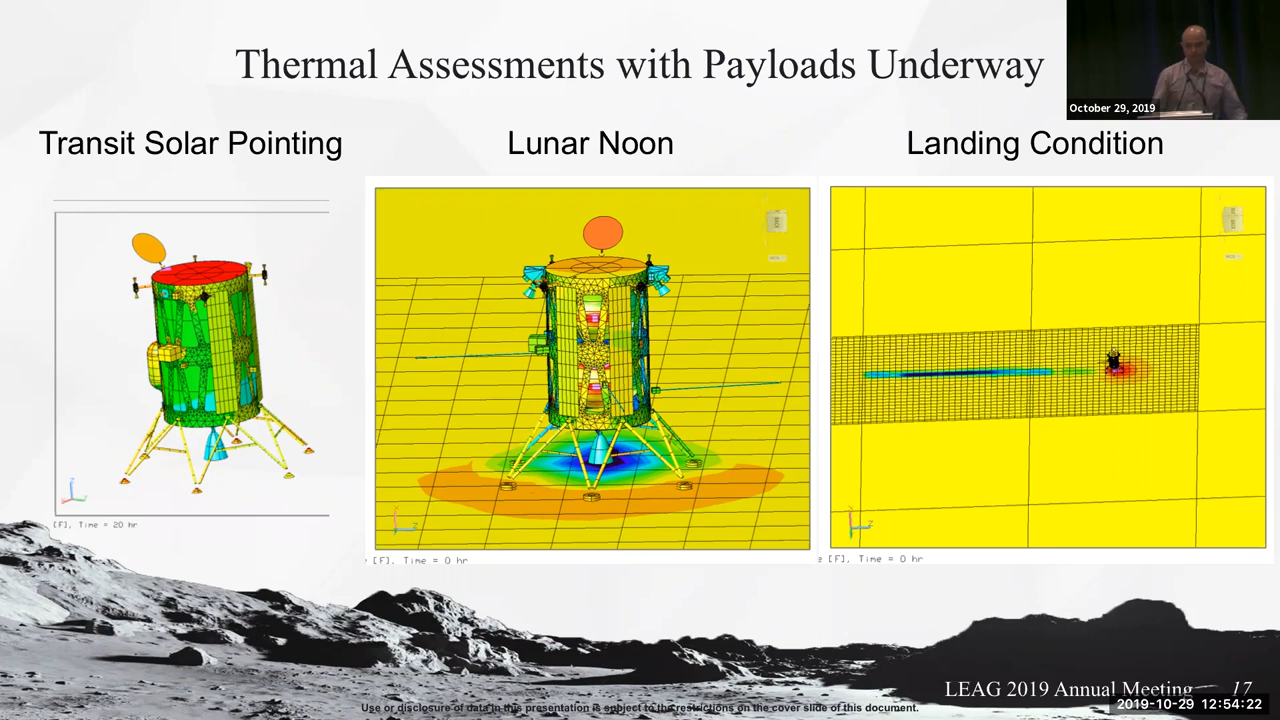 Thermal Assessments with Payloads Underway
October 29, 2019
Transit Solar Pointing
Lunar Noon
Landing Condition
BACK
[F], Time = 20 hr
[F], Time = 0 hr
[F], Time = 0 hr
LEAG 2019 Annual Meeting
17
2019-10-29 12:54:22
Use or disclosure of data in this presentation is subject to the restrictions on the cover slide of this document.